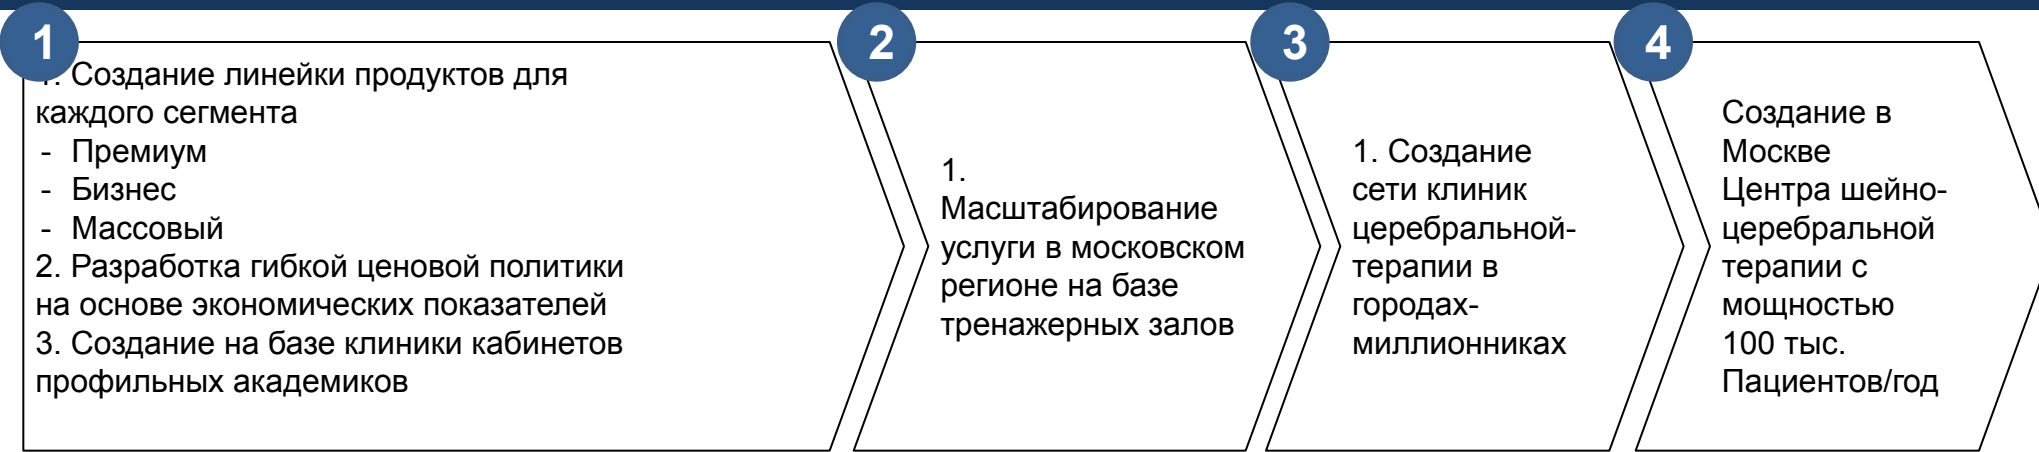 1
1. Создание линейки продуктов для
каждого сегмента
- Премиум
- Бизнес
- Массовый
2. Разработка гибкой ценовой политики
на основе экономических показателей
3. Создание на базе клиники кабинетов
профильных академиков
2
1.
Масштабирование
услуги в московском
регионе на базе
тренажерных залов
3
1. Создание
сети клиник
церебральной-
терапии в
городах-
миллионниках
4
Создание в
Москве
Центра шейно-
церебральной
терапии с
мощностью
100 тыс.
Пациентов/год